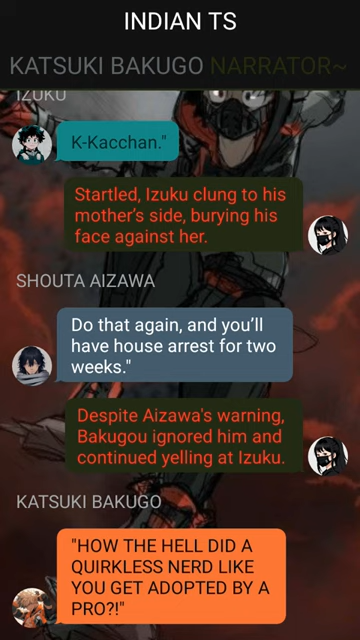 INDIAN TS
KATSUKI BAKUGO NARRATOR~
IZUKU
K-Kacchan."
Startled, Izuku clung to his
mother's side, burying his
face against her.
SHOUTA AIZAWA
Do that again, and you’ll
have house arrest for two
weeks."
Despite Aizawa's warning,
Bakugou ignored him and
continued yelling at Izuku.
KATSUKI BAKUGO
"HOW THE HELL DID A
QUIRKLESS NERD LIKE
YOU GET ADOPTED BY A
PRO?!"